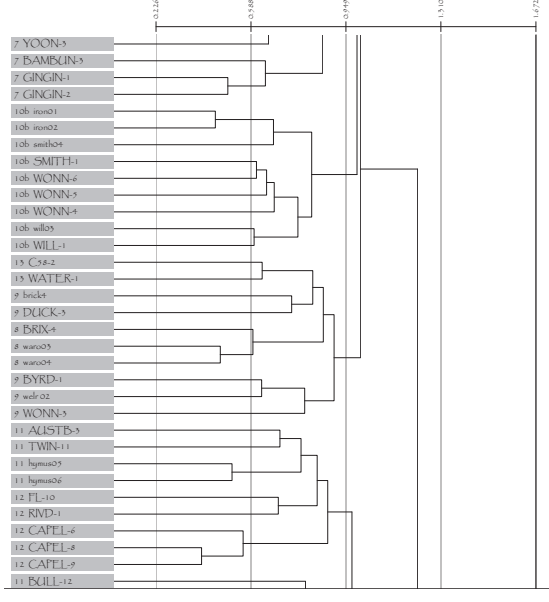 0.226 0.588 0.949 1.310 1.672
7 YOON-3
7 BAMBUN-3
7 GINGIN-1
7 GINGIN-2
10b iron01
10b iron02
10b smith04
10b SMITH-1
10b WONN-6
10b WONN-5
10b WONN-4
10b will03
10b WILL-1
13 C58-2
13 WATER-1
9 brick4
9 DUCK-3
8 BRIX-4
8 waro03
8 waro04
9 BYRD-1
9 welr 02
9 WONN-3
11 AUSTB-3
11 TWIN-11
11 hymus05
11 hymus06
12 FL-10
12 RIVD-1
12 CAPEL-6
12 CAPEL-8
12 CAPEL-9
11 BULL-12